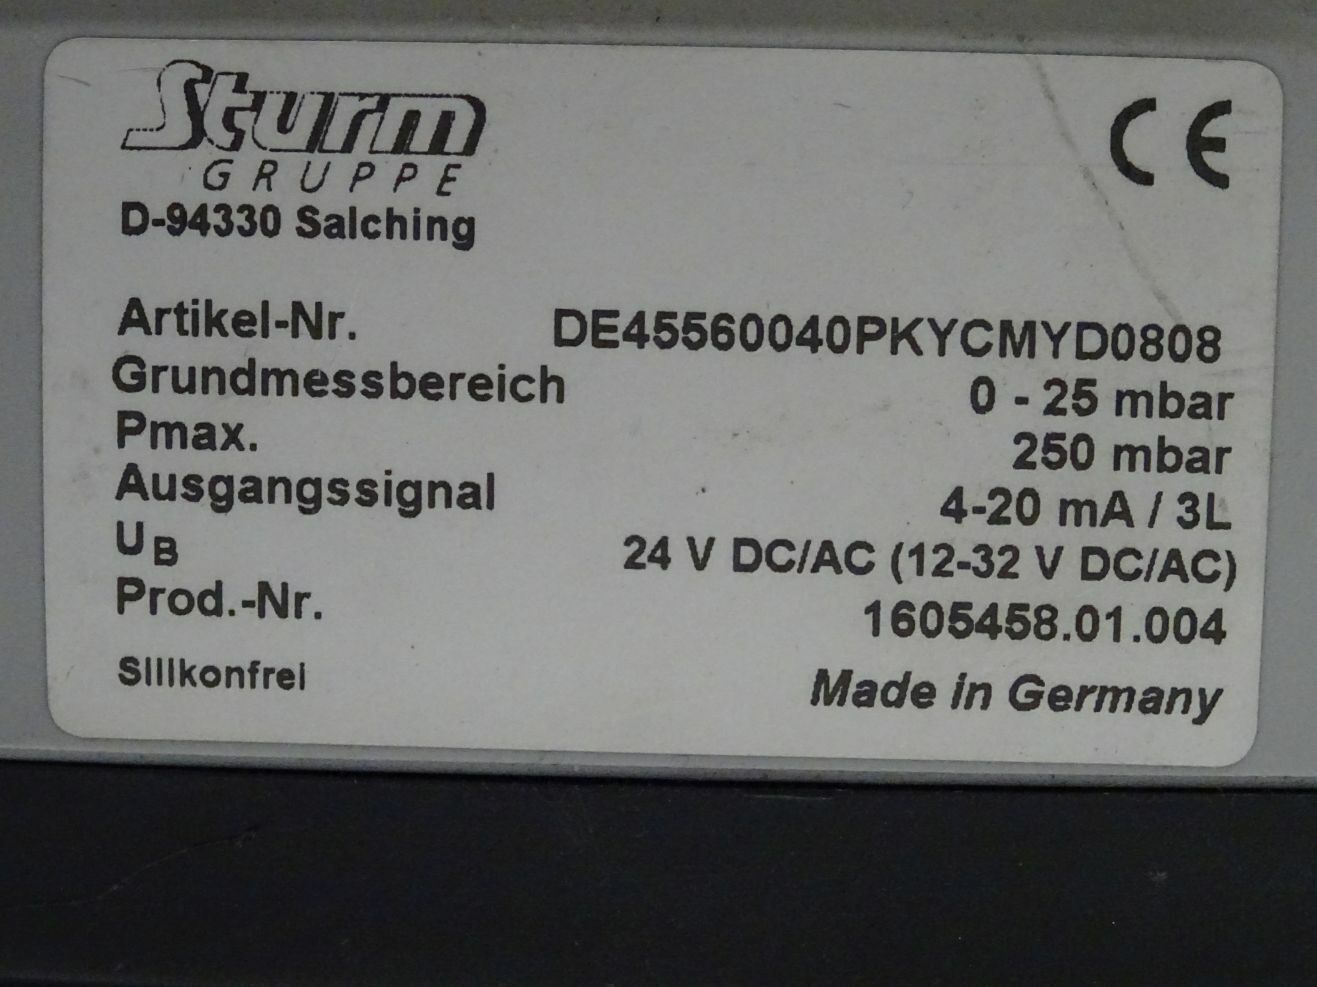 Sturm
GRUPPE
D-94330 Salching
CE
Artikel-Nr. DE45560040PKYCMYD0808
Grundmessbereich 0 - 25 mbar
Pmax. 250 mbar
Ausgangssignal 4-20 mA / 3L
UB 24 V DC/AC (12-32 V DC/AC)
Prod.-Nr. 1605458.01.004
Silikonfrei Made in Germany